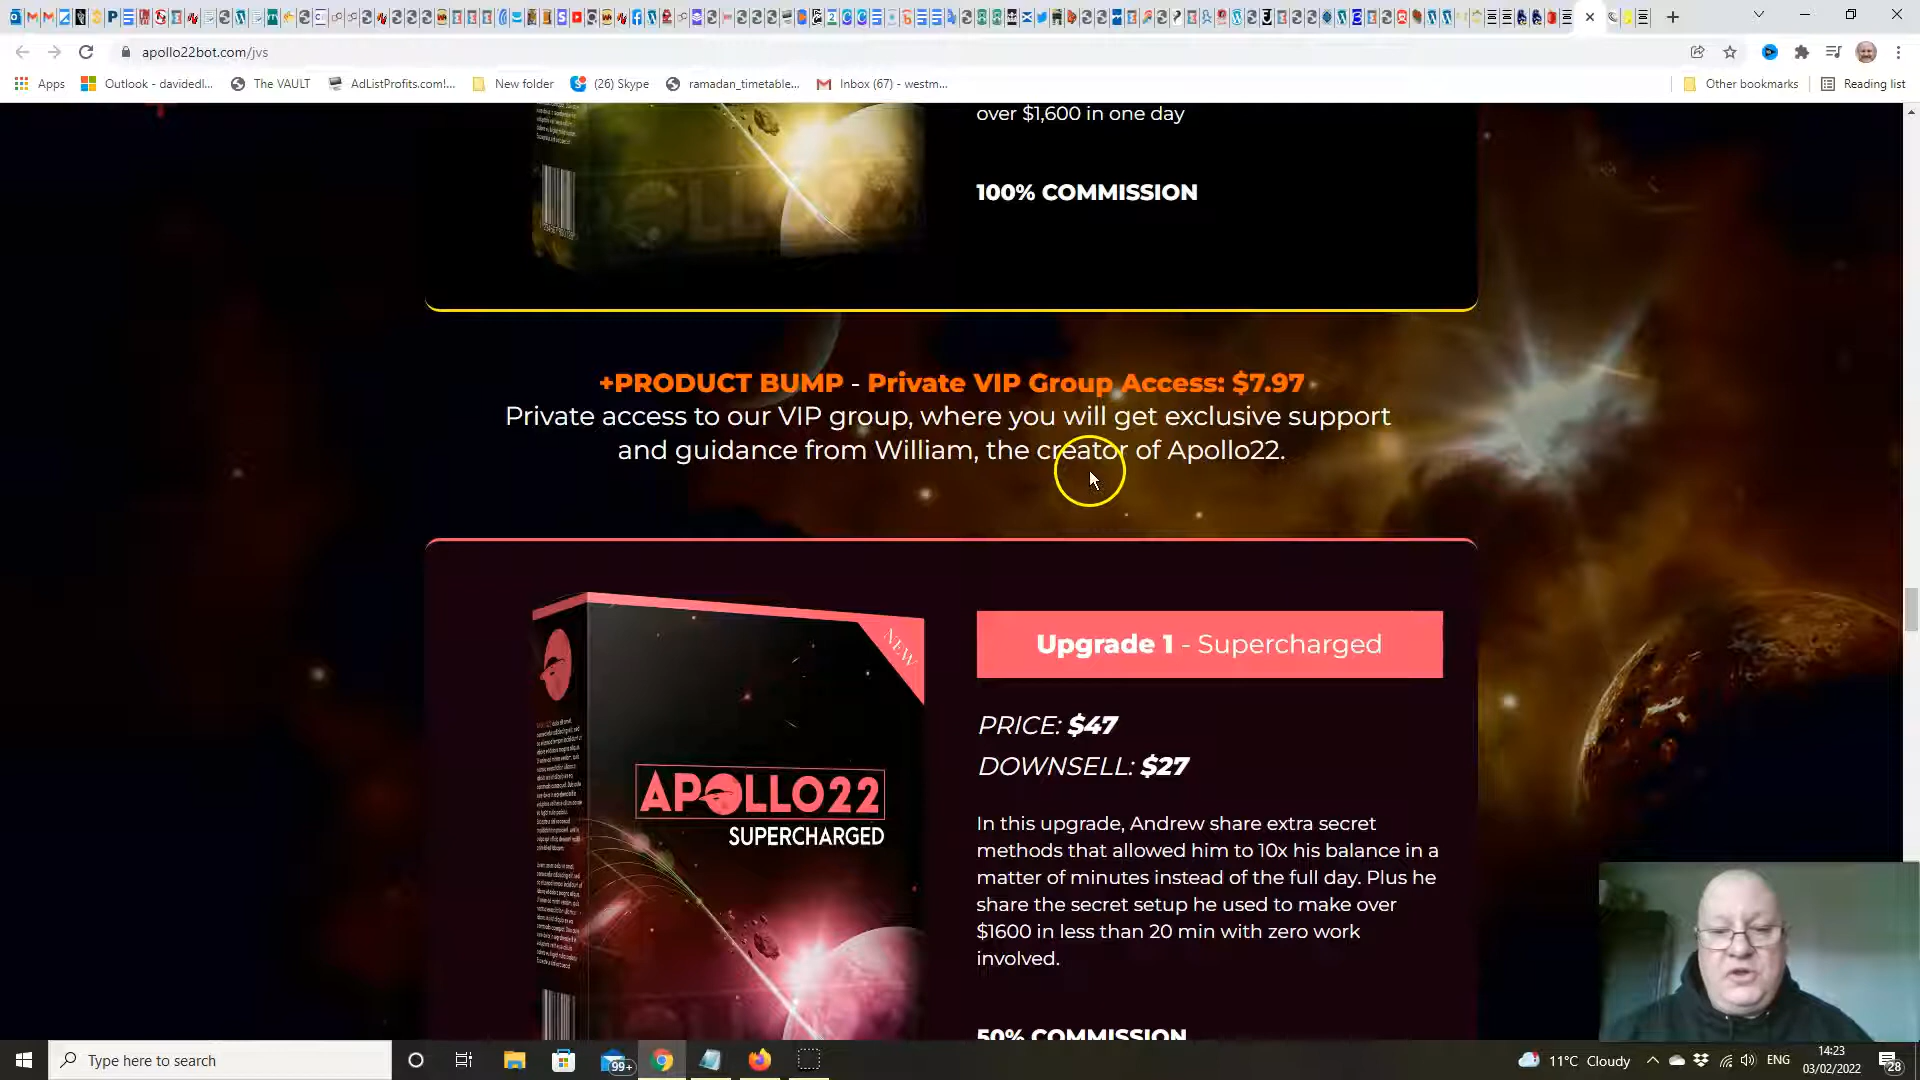 apollo22bot.com/jvs
Apps
Outlook - davidedl...
The VAULT
AdListProfits.com!...
New folder
(26) Skype
ramadan_timetable...
Inbox (67) - westm...
Other bookmarks
Reading list
over $1,600 in one day
100% COMMISSION
+PRODUCT BUMP - Private VIP Group Access: $7.97
Private access to our VIP group, where you will get exclusive support
and guidance from William, the creator of Apollo22.
NEW
APOLLO22
SUPERCHARGED
Upgrade 1 - Supercharged
PRICE: $47
DOWNSELL: $27
In this upgrade, Andrew share extra secret
methods that allowed him to 10x his balance in a
matter of minutes instead of the full day. Plus he
share the secret setup he used to make over
$1600 in less than 20 min with zero work
involved.
50% COMMISSION
Type here to search
99+
11°C Cloudy
ENG
14:23
03/02/2022
28